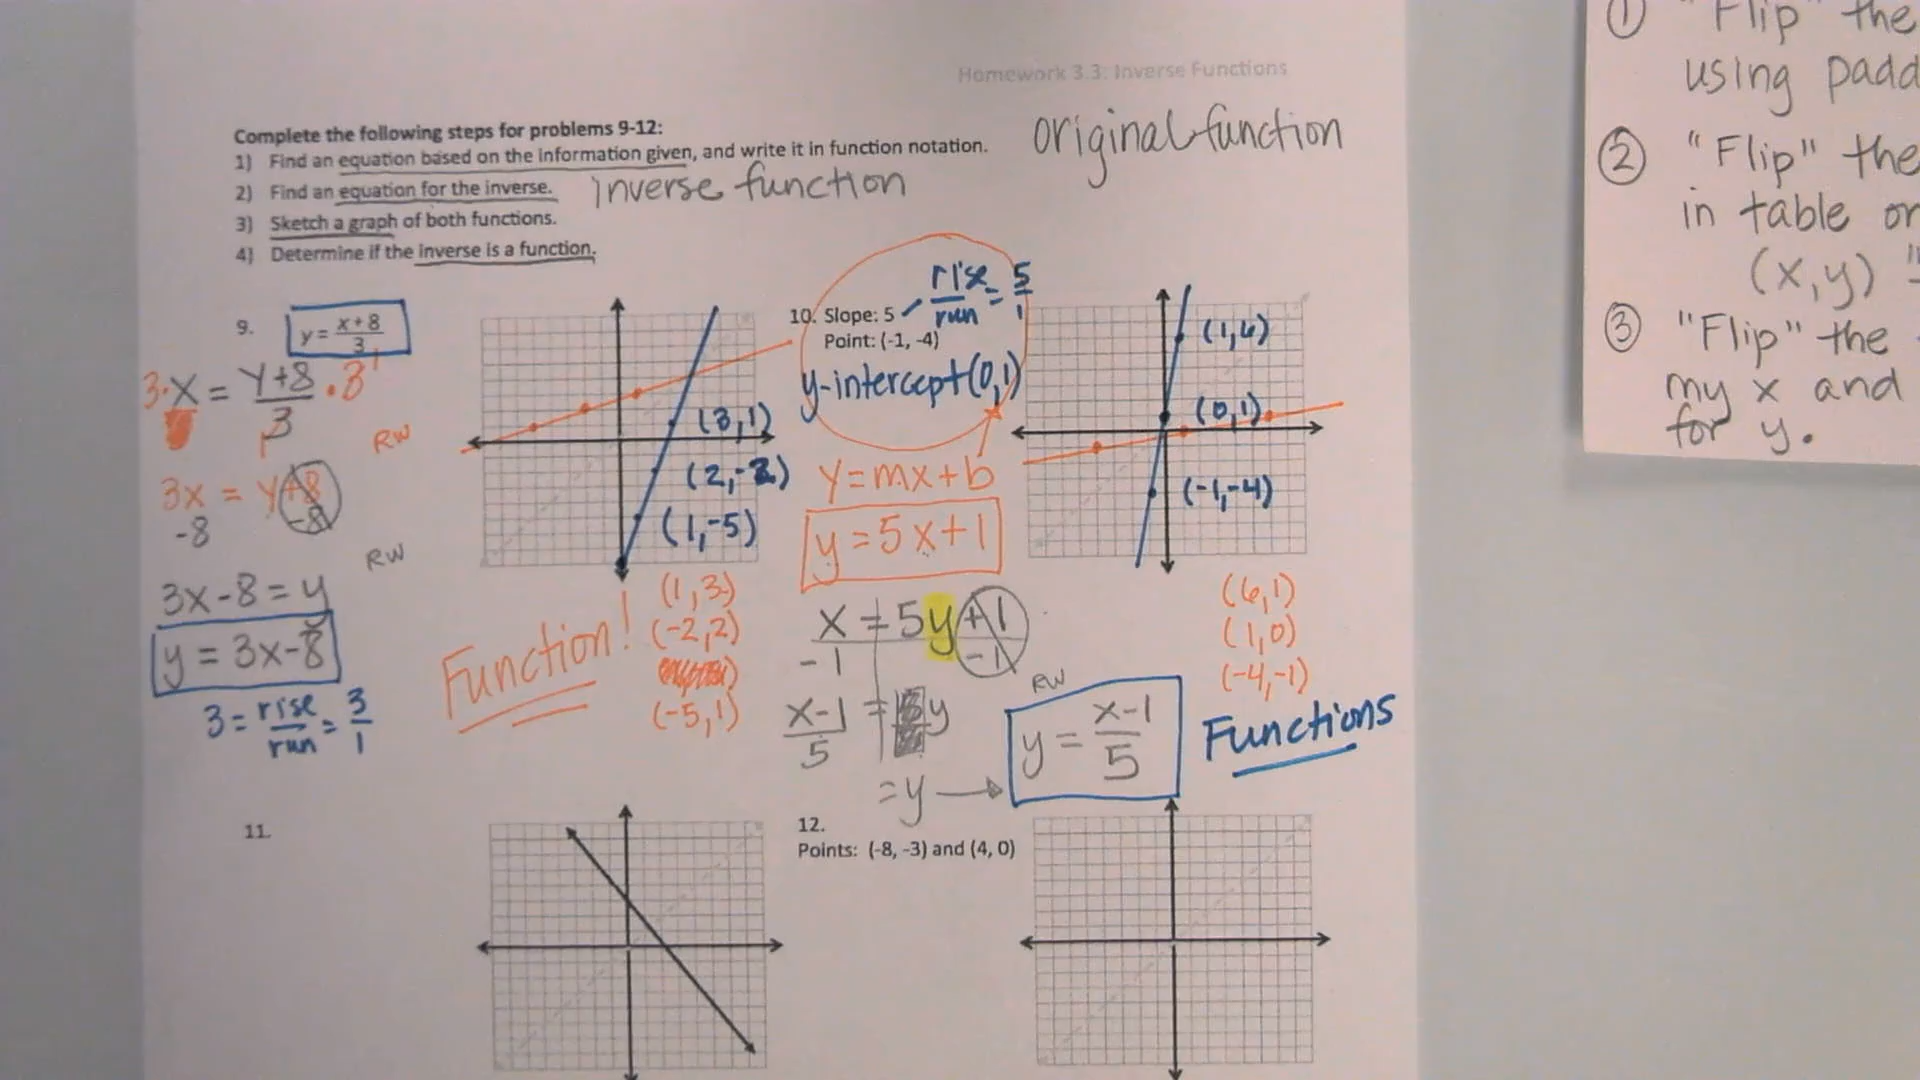 Homework 3.3: Inverse Functions
Complete the following steps for problems 9-12:
1) Find an equation based on the information given, and write it in function notation.
original function
2) Find an equation for the inverse.
inverse function
3) Sketch a graph of both functions.
4) Determine if the inverse is a function.
9.
y = x+8 / 3
3·x = y+8 / 3 · 3
RW
3x = y+8
-8 -8
RW
3x-8 = y
y = 3x-8
3 = rise/run = 3/1
(3,1)
(2,-2)
(1,-5)
Function!
(1,3)
(-2,2)
(-5,1)
10. Slope: 5
rise/run = 5/1
Point: (-1, -4)
y-intercept (0,1)
y=mx+b
y=5x+1
x = 5y+1
-1 -1
x-1 / 5 = y
= y
RW
y = x-1 / 5
(1,6)
(0,1)
(-1,-4)
(6,1)
(1,0)
(-4,-1)
Functions
11.
12.
Points: (-8, -3) and (4, 0)
① "Flip" the
using
② "Flip" the
in table or
(x,y)
③ "Flip" the
my x and
for y.